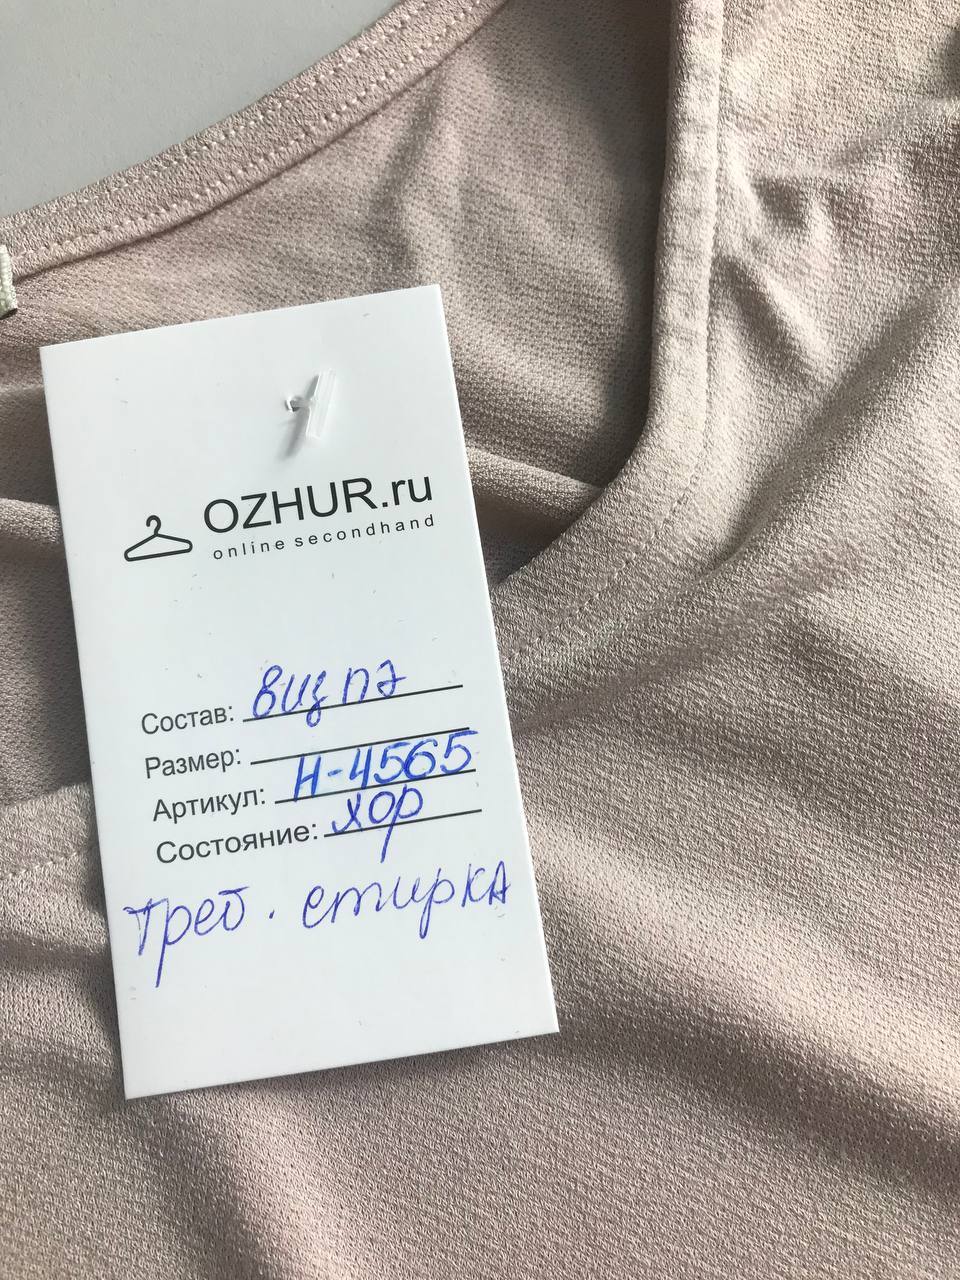 OZHUR.ru
online secondhand
Состав: виз пэ
Размер:
Артикул: Н-4565
Состояние: хор
треб. стирка